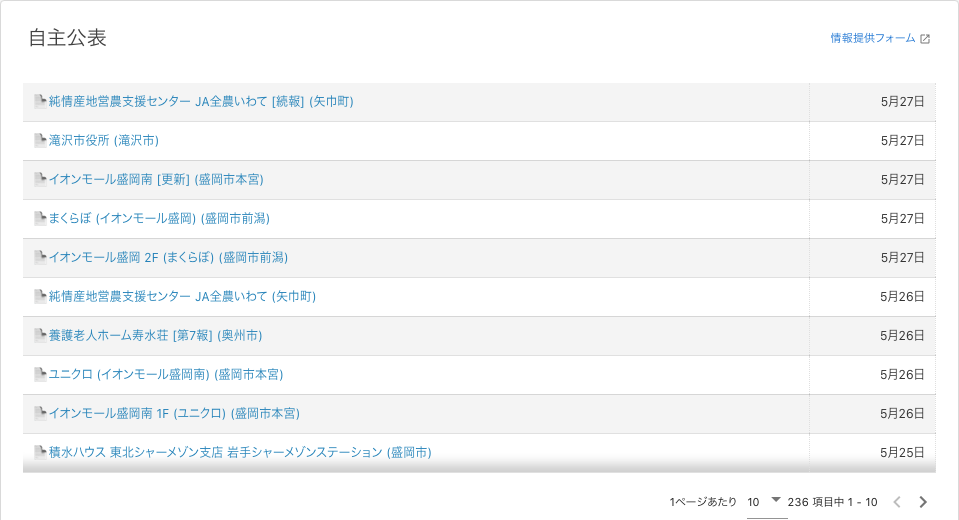 自主公表
情報提供フォーム
純情産地営農支援センター JA全農いわて [続報] (矢巾町) 5月27日
滝沢市役所 (滝沢市) 5月27日
イオンモール盛岡南 [更新] (盛岡市本宮) 5月27日
まくらぼ (イオンモール盛岡) (盛岡市前潟) 5月27日
イオンモール盛岡 2F (まくらぼ) (盛岡市前潟) 5月27日
純情産地営農支援センター JA全農いわて (矢巾町) 5月26日
養護老人ホーム寿水荘 [第7報] (奥州市) 5月26日
ユニクロ (イオンモール盛岡南) (盛岡市本宮) 5月26日
イオンモール盛岡南 1F (ユニクロ) (盛岡市本宮) 5月26日
積水ハウス 東北シャーメゾン支店 岩手シャーメゾンステーション (盛岡市) 5月25日
1ページあたり 10 236 項目中 1 - 10